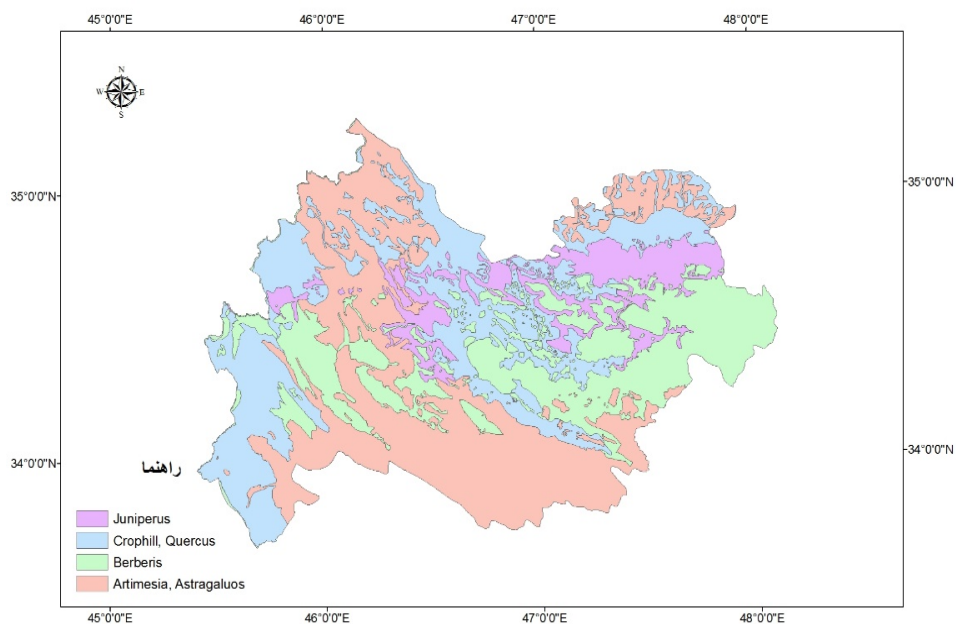 45°0'0"E 46°0'0"E 47°0'0"E 48°0'0"E
N
W E
S
35°0'0"N 35°0'0"N
34°0'0"N 34°0'0"N
راهنما
Juniperus
Crophill, Quercus
Berberis
Artimesia, Astragaluos
45°0'0"E 46°0'0"E 47°0'0"E 48°0'0"E